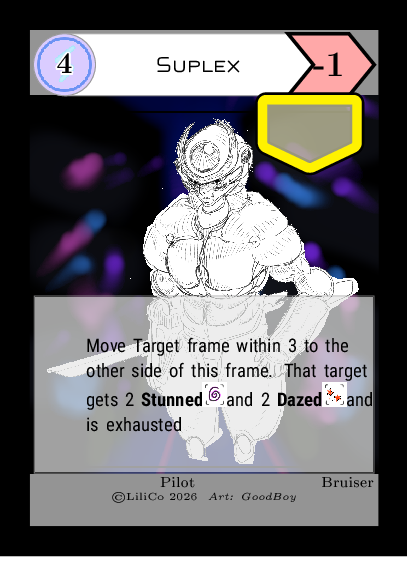 4
Suplex
-1
Move Target frame within 3 to the
other side of this frame. That target
gets 2 Stunned and 2 Dazed and
is exhausted
Pilot
Bruiser
©LiliCo 2026 Art: GoodBoy